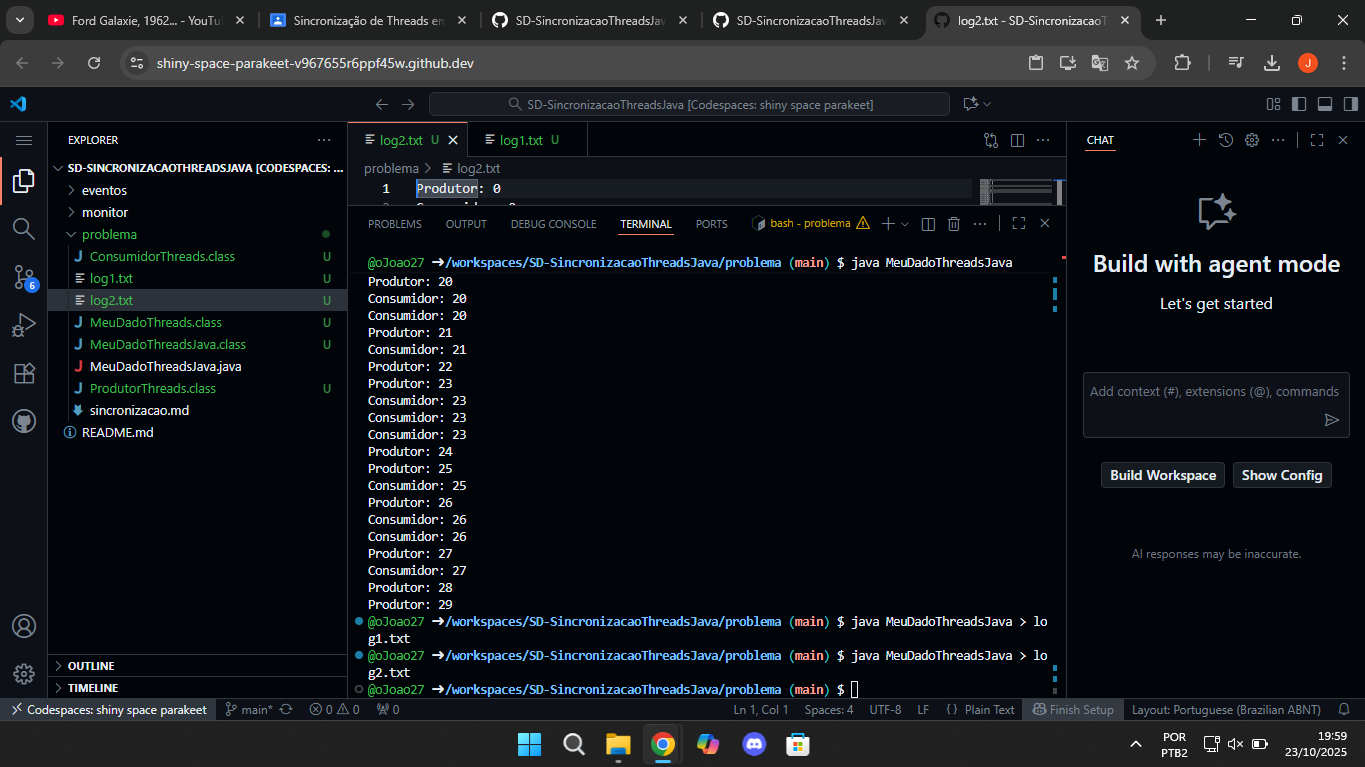 Ford Galaxie, 1962... - YouTu
Sincronização de Threads em
SD-SincronizacaoThreadsJav
SD-SincronizacaoThreadsJav
log2.txt - SD-SincronizacaoT
shiny-space-parakeet-v967655r6ppf45w.github.dev
J
SD-SincronizacaoThreadsJava [Codespaces: shiny space parakeet]
EXPLORER
SD-SINCRONIZACAOTHREADSJAVA [CODESPACES: ...
eventos
monitor
problema
ConsumidorThreads.class U
log1.txt U
log2.txt U
MeuDadoThreads.class U
MeuDadoThreadsJava.class U
MeuDadoThreadsJava.java
ProdutorThreads.class U
sincronizacao.md
README.md
6
OUTLINE
TIMELINE
log2.txt U
log1.txt U
problema > log2.txt
1 Produtor: 0
PROBLEMS OUTPUT DEBUG CONSOLE TERMINAL PORTS
bash - problema
@oJoao27 ➜/workspaces/SD-SincronizacaoThreadsJava/problema (main) $ java MeuDadoThreadsJava
Produtor: 20
Consumidor: 20
Consumidor: 20
Produtor: 21
Consumidor: 21
Produtor: 22
Produtor: 23
Consumidor: 23
Consumidor: 23
Consumidor: 23
Produtor: 24
Produtor: 25
Consumidor: 25
Produtor: 26
Consumidor: 26
Consumidor: 26
Produtor: 27
Consumidor: 27
Produtor: 28
Produtor: 29
@oJoao27 ➜/workspaces/SD-SincronizacaoThreadsJava/problema (main) $ java MeuDadoThreadsJava > lo
g1.txt
@oJoao27 ➜/workspaces/SD-SincronizacaoThreadsJava/problema (main) $ java MeuDadoThreadsJava > lo
g2.txt
@oJoao27 ➜/workspaces/SD-SincronizacaoThreadsJava/problema (main) $
CHAT
Build with agent mode
Let's get started
Add context (#), extensions (@), commands
Build Workspace
Show Config
AI responses may be inaccurate.
Codespaces: shiny space parakeet
main*
0 0
0
Ln 1, Col 1
Spaces: 4
UTF-8
LF
{} Plain Text
Finish Setup
Layout: Portuguese (Brazilian ABNT)
POR
PTB2
19:59
23/10/2025